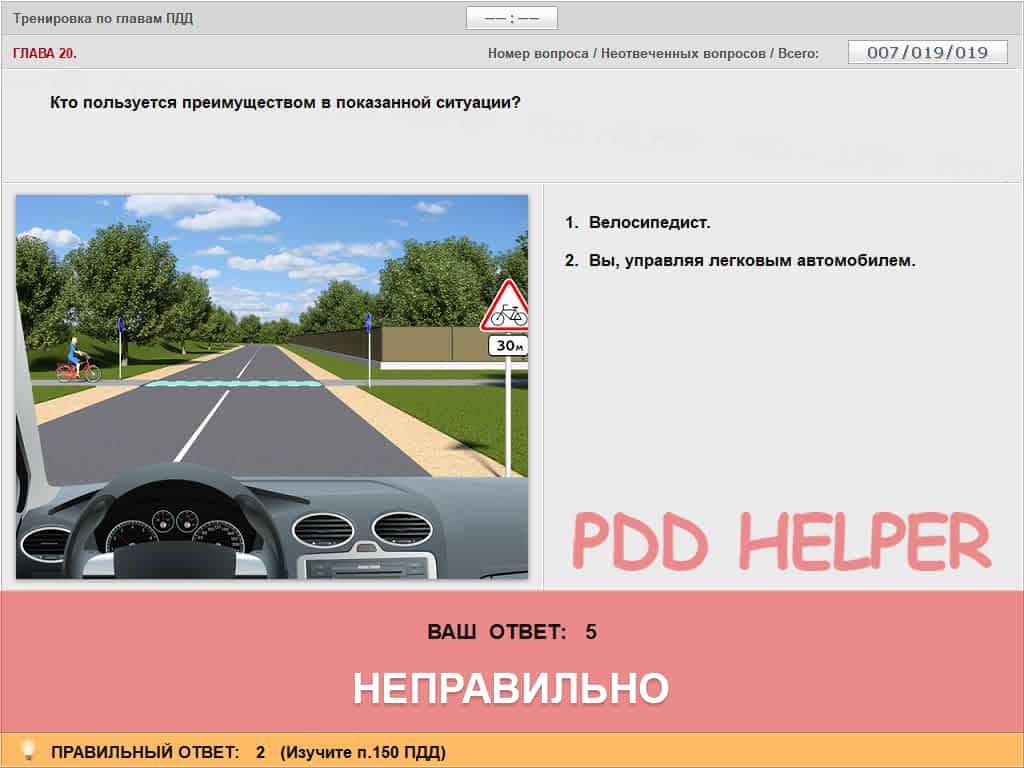 Тренировка по главам ПДД
—— : ——
ГЛАВА 20.
Номер вопроса / Неотвеченных вопросов / Всего:
007/019/019
Кто пользуется преимуществом в показанной ситуации?
1. Велосипедист.
2. Вы, управляя легковым автомобилем.
30м
PDD HELPER
ВАШ ОТВЕТ: 5
НЕПРАВИЛЬНО
ПРАВИЛЬНЫЙ ОТВЕТ: 2 (Изучите п.150 ПДД)